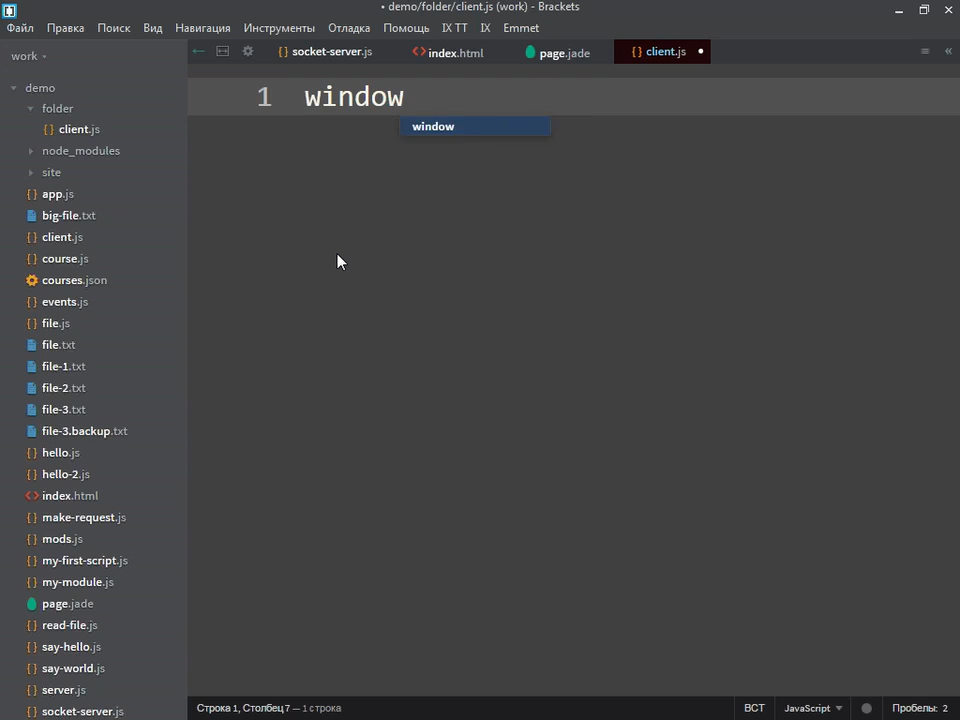 • demo/folder/client.js (work) - Brackets
Файл Правка Поиск Вид Навигация Инструменты Отладка Помощь IX TT IX Emmet
work
socket-server.js index.html page.jade client.js •
demo
folder
client.js
node_modules
site
app.js
big-file.txt
client.js
course.js
courses.json
events.js
file.js
file.txt
file-1.txt
file-2.txt
file-3.txt
file-3.backup.txt
hello.js
hello-2.js
index.html
make-request.js
mods.js
my-first-script.js
my-module.js
page.jade
read-file.js
say-hello.js
say-world.js
server.js
socket-server.js
1 window
window
Строка 1, Столбец 7 — 1 строка ВСТ JavaScript Пробелы: 2